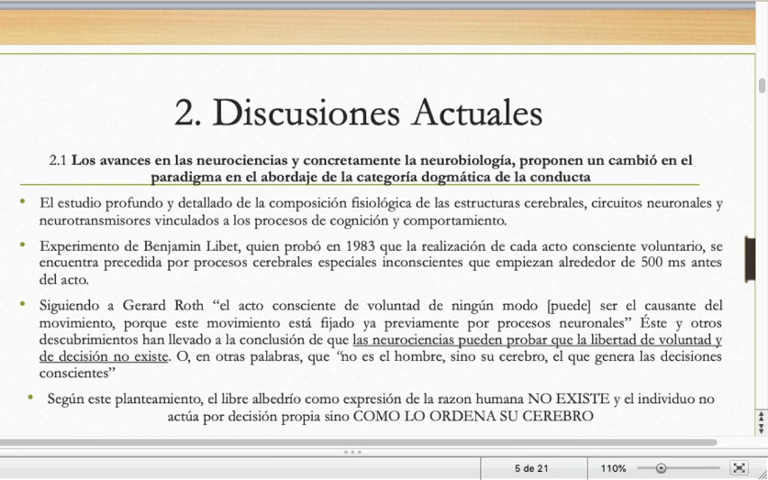 2. Discusiones Actuales
2.1 Los avances en las neurociencias y concretamente la neurobiología, proponen un cambió en el
paradigma en el abordaje de la categoría dogmática de la conducta
• El estudio profundo y detallado de la composición fisiológica de las estructuras cerebrales, circuitos neuronales y
neurotransmisores vinculados a los procesos de cognición y comportamiento.
• Experimento de Benjamin Libet, quien probó en 1983 que la realización de cada acto consciente voluntario, se
encuentra precedida por procesos cerebrales especiales inconscientes que empiezan alrededor de 500 ms antes
del acto.
• Siguiendo a Gerard Roth “el acto consciente de voluntad de ningún modo [puede] ser el causante del
movimiento, porque este movimiento está fijado ya previamente por procesos neuronales” Éste y otros
descubrimientos han llevado a la conclusión de que las neurociencias pueden probar que la libertad de voluntad y
de decisión no existe. O, en otras palabras, que “no es el hombre, sino su cerebro, el que genera las decisiones
conscientes”
• Según este planteamiento, el libre albedrío como expresión de la razon humana NO EXISTE y el individuo no
actúa por decisión propia sino COMO LO ORDENA SU CEREBRO
5 de 21
110%